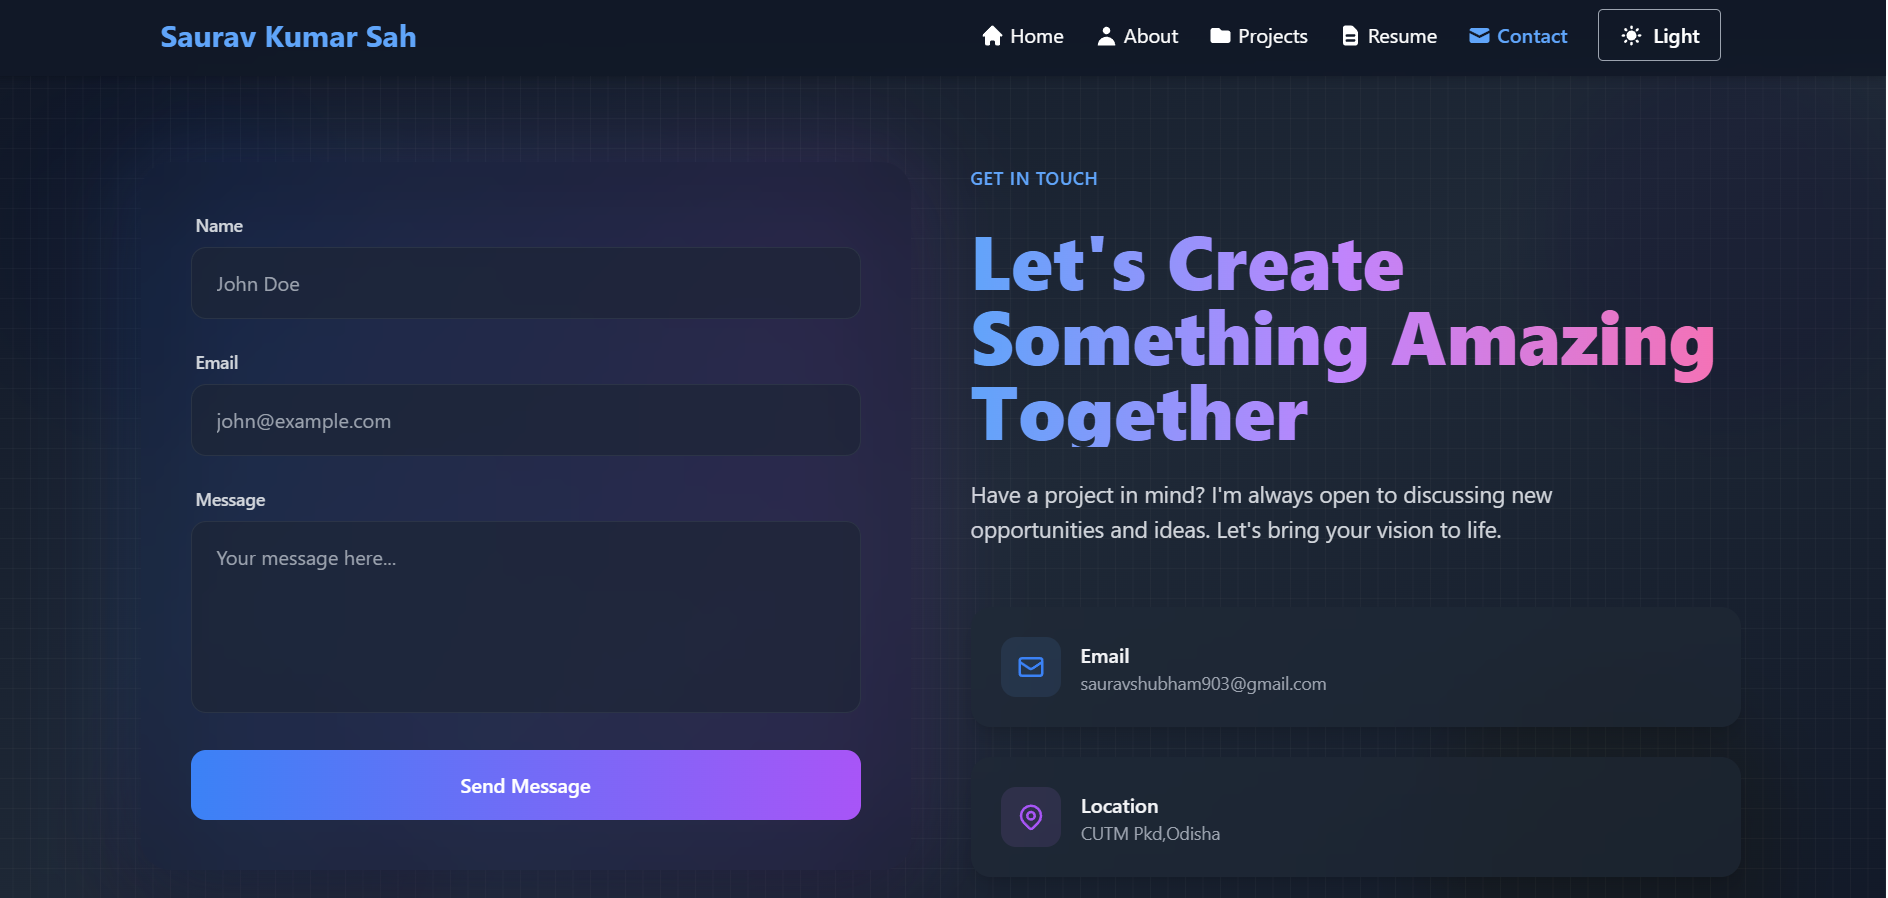 Saurav Kumar Sah
Home
About
Projects
Resume
Contact
Light
Name
John Doe
Email
john@example.com
Message
Your message here...
Send Message
GET IN TOUCH
Let's Create
Something Amazing
Together
Have a project in mind? I'm always open to discussing new
opportunities and ideas. Let's bring your vision to life.
Email
sauravshubham903@gmail.com
Location
CUTM Pkd,Odisha